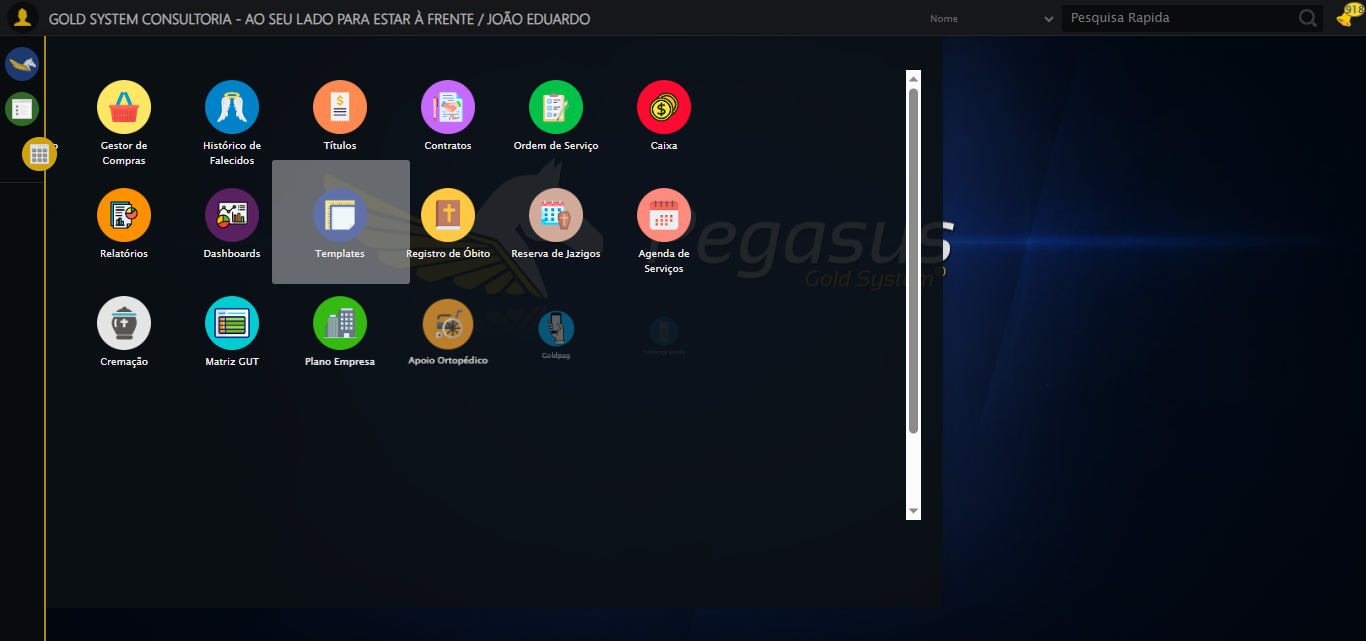 GOLD SYSTEM CONSULTORIA - AO SEU LADO PARA ESTAR À FRENTE / JOÃO EDUARDO
Nome
Pesquisa Rapida
918
Gestor de
Compras
Histórico de
Falecidos
Títulos
Contratos
Ordem de Serviço
Caixa
Relatórios
Dashboards
Templates
Registro de Óbito
Reserva de Jazigos
Agenda de
Serviços
Pegasus
Gold System®
Cremação
Matriz GUT
Plano Empresa
Apoio Ortopédico
Goldpag